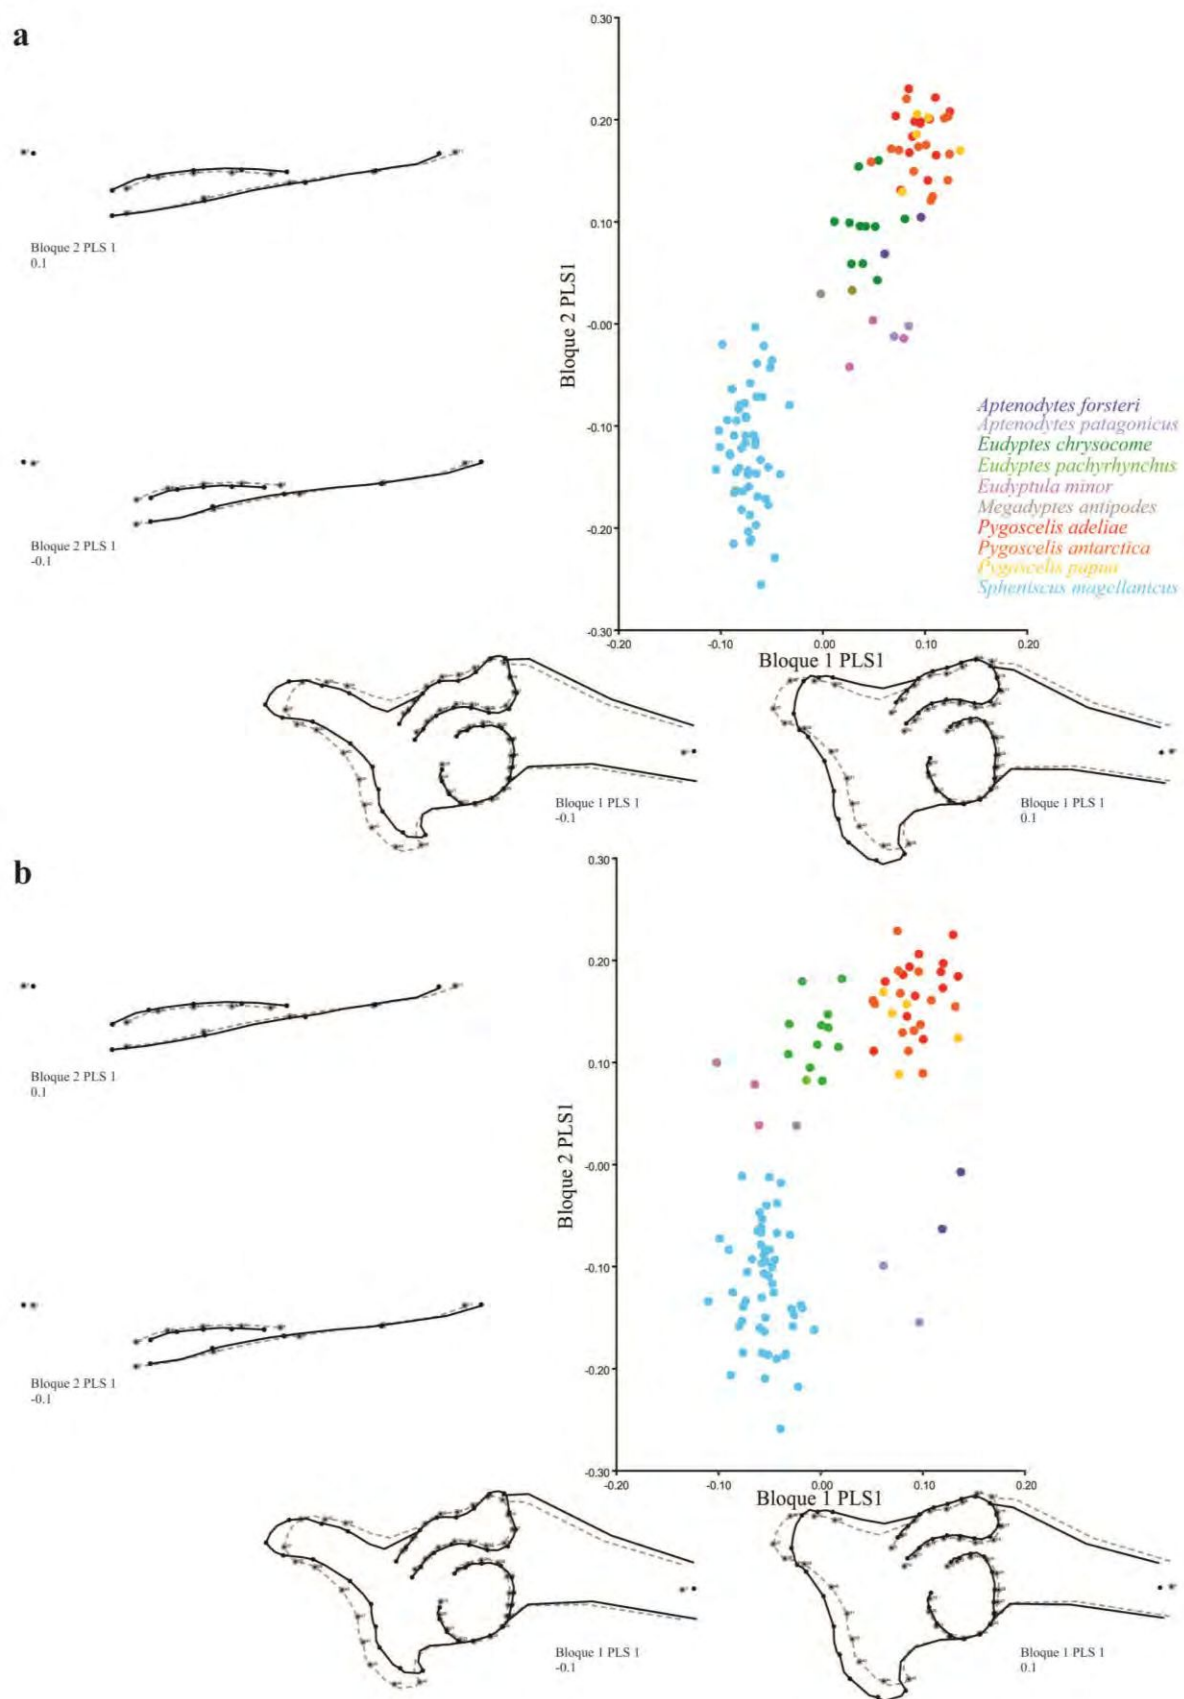 a
0.30
0.20
0.10
-0.00
-0.10
-0.20
-0.30
Bloque 2 PLS1
-0.20
-0.10
0.00
0.10
0.20
Bloque 1 PLS1
Bloque 2 PLS 1
0.1
Bloque 2 PLS 1
-0.1
Aptenodytes forsteri
Aptenodytes patagonicus
Eudyptes chrysocome
Eudyptes pachyrhynchus
Eudyptula minor
Megadyptes antipodes
Pygoscelis adeliae
Pygoscelis antarctica
Pygoscelis papua
Spheniscus magellanicus
Bloque 1 PLS 1
-0.1
Bloque 1 PLS 1
0.1
b
0.30
0.20
0.10
-0.00
-0.10
-0.20
-0.30
Bloque 2 PLS1
-0.20
-0.10
0.00
0.10
0.20
Bloque 1 PLS1
Bloque 2 PLS 1
0.1
Bloque 2 PLS 1
-0.1
Bloque 1 PLS 1
-0.1
Bloque 1 PLS 1
0.1